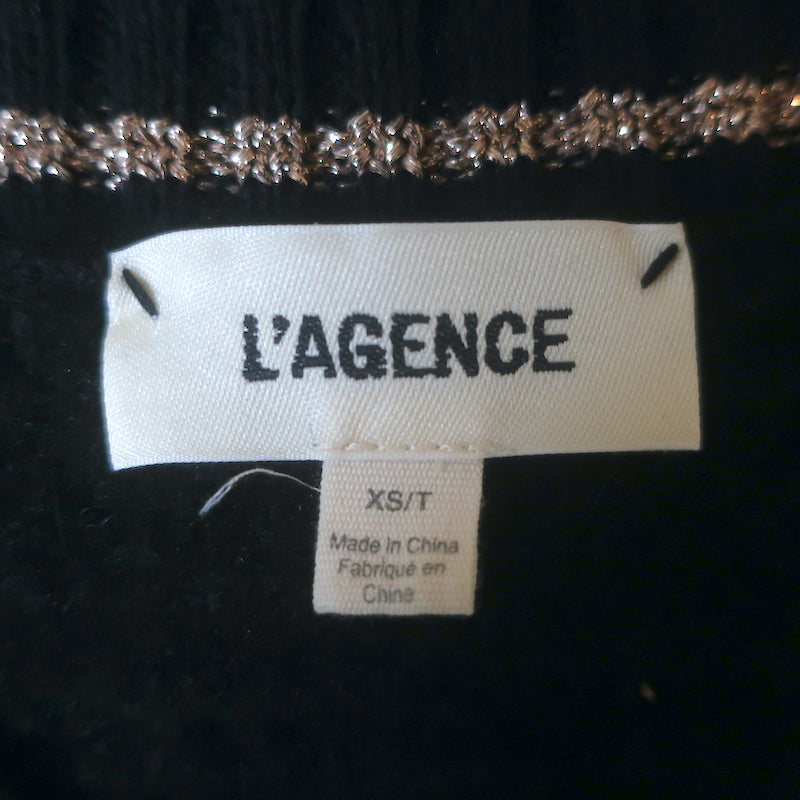 L'AGENCE
XS/T
Made in China
Fabriqué en
Chine